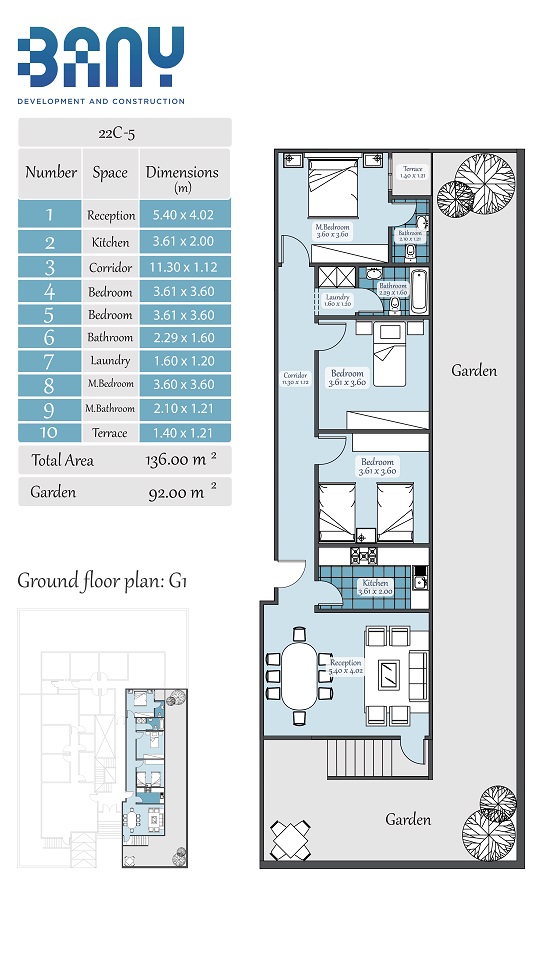 BANY
DEVELOPMENT AND CONSTRUCTION
22C-5
Number Space Dimensions
(m)
1 Reception 5.40 x 4.02
2 Kitchen 3.61 x 2.00
3 Corridor 11.30 x 1.12
4 Bedroom 3.61 x 3.60
5 Bedroom 3.61 x 3.60
6 Bathroom 2.29 x 1.60
7 Laundry 1.60 x 1.20
8 M.Bedroom 3.60 x 3.60
9 M.Bathroom 2.10 x 1.21
10 Terrace 1.40 x 1.21
Total Area 136.00 m 2
Garden 92.00 m 2
Ground floor plan: G1
Terrace
1.40 x 1.21
M.Bedroom
3.60 x 3.60
Bathroom
2.10 x 1.21
Bathroom
2.29 x 1.60
Laundry
1.60 x 1.20
Corridor
11.30 x 1.12
Bedroom
3.61 x 3.60
Garden
Bedroom
3.61 x 3.60
Kitchen
3.61 x 2.00
Reception
5.40 x 4.02
Garden